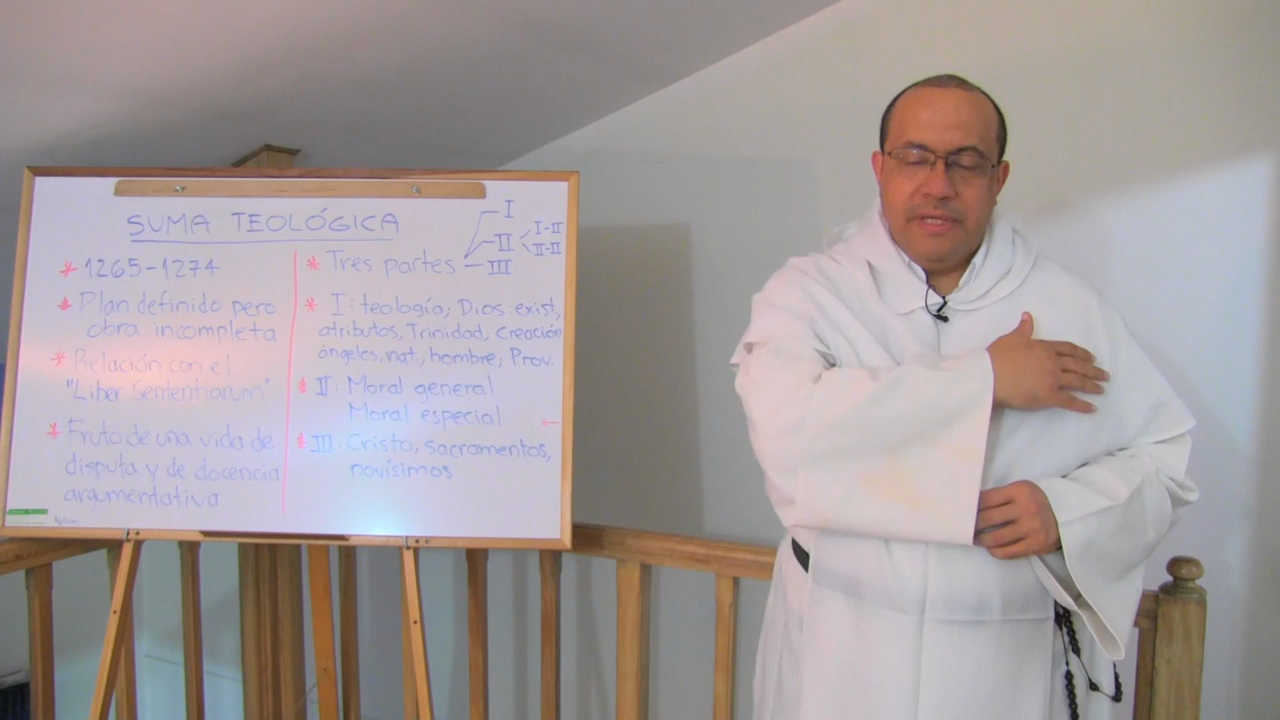 SUMA TEOLÓGICA
* 1265-1274
* Plan definido pero
obra incompleta
* Relación con el
"Liber Sententiarum"
* Fruto de una vida de
disputa y de docencia
argumentativa
* Tres partes
I
II
I-II
II-II
III
* I: teología; Dios: exist,
atributos, Trinidad, Creación
ángeles, nat., hombre; Prov.
* II: Moral general
Moral especial
* III: Cristo, sacramentos,
novísimos